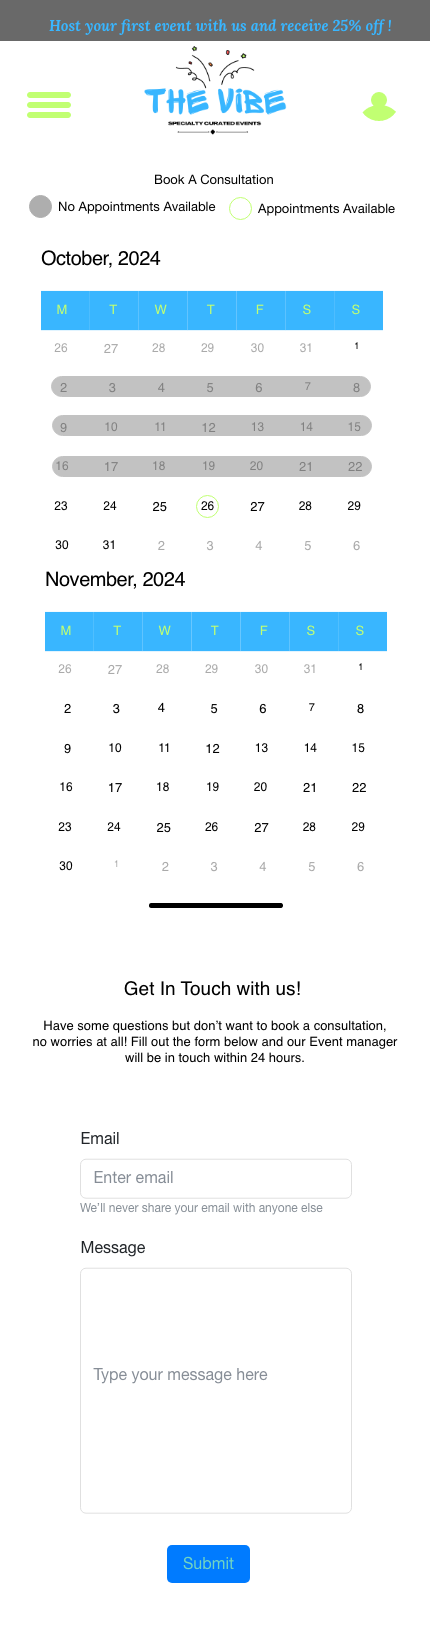 Host your first event with us and receive 25% off !
THE VIBE
SPECIALTY CURATED EVENTS
Book A Consultation
No Appointments Available
Appointments Available
October, 2024
M T W T F S S
26 27 28 29 30 31 1
2 3 4 5 6 7 8
9 10 11 12 13 14 15
16 17 18 19 20 21 22
23 24 25 26 27 28 29
30 31 2 3 4 5 6
November, 2024
M T W T F S S
26 27 28 29 30 31 1
2 3 4 5 6 7 8
9 10 11 12 13 14 15
16 17 18 19 20 21 22
23 24 25 26 27 28 29
30 1 2 3 4 5 6
Get In Touch with us!
Have some questions but don't want to book a consultation,
no worries at all! Fill out the form below and our Event manager
will be in touch within 24 hours.
Email
Enter email
We'll never share your email with anyone else
Message
Type your message here
Submit